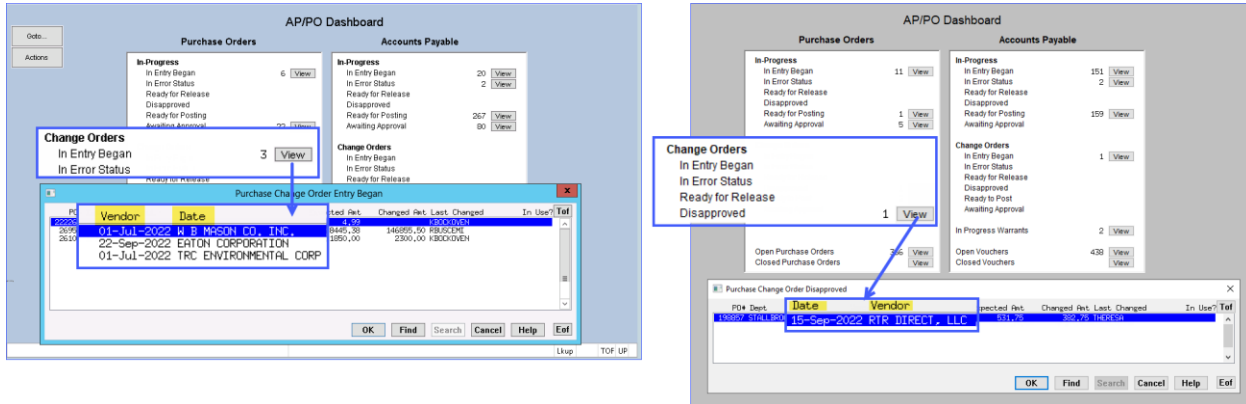 AP/PO Dashboard
Goto...
Actions
Purchase Orders
Accounts Payable
In-Progress
In Entry Began 6 View
In Error Status
Ready for Release
Disapproved
Ready for Posting
Awaiting Approval 22 View
In-Progress
In Entry Began 20 View
In Error Status 2 View
Ready for Release
Disapproved
Ready for Posting 267 View
Awaiting Approval 80 View
Change Orders
In Entry Began 3 View
In Error Status
Ready for Release
Change Orders
In Entry Began
In Error Status
Ready for Release
Purchase Change Order Entry Began x
Vendor Date
Changed Amt Last Changed In Use? Tof
01-Jul-2022 W B MASON CO. INC. 4.99 KBOCKOVEN
22-Sep-2022 EATON CORPORATION 8445.38 146855.50 RBUSCEMI
01-Jul-2022 TRC ENVIRONMENTAL CORP 1850.00 2300.00 KBOCKOVEN
OK Find Search Cancel Help Eof
Lkup TOF UP
AP/PO Dashboard
Purchase Orders
Accounts Payable
In-Progress
In Entry Began 11 View
In Error Status
Ready for Release
Disapproved
Ready for Posting 1 View
Awaiting Approval 5 View
In-Progress
In Entry Began 151 View
In Error Status 2 View
Ready for Release
Disapproved
Ready for Posting 159 View
Awaiting Approval
Change Orders
In Entry Began
In Error Status
Ready for Release
Disapproved 1 View
Change Orders
In Entry Began 1 View
In Error Status
Ready for Release
Disapproved
Ready to Post
Awaiting Approval
In Progress Warrants 2 View
Open Purchase Orders View
Closed Purchase Orders View
Open Vouchers 438 View
Closed Vouchers View
Purchase Change Order Disapproved ×
PO# Dept Date Vendor Changed Amt Last Changed In Use? Tof
198857 15-Sep-2022 RTR DIRECT, LLC 531.75 382.75 THERESA
OK Find Search Cancel Help Eof